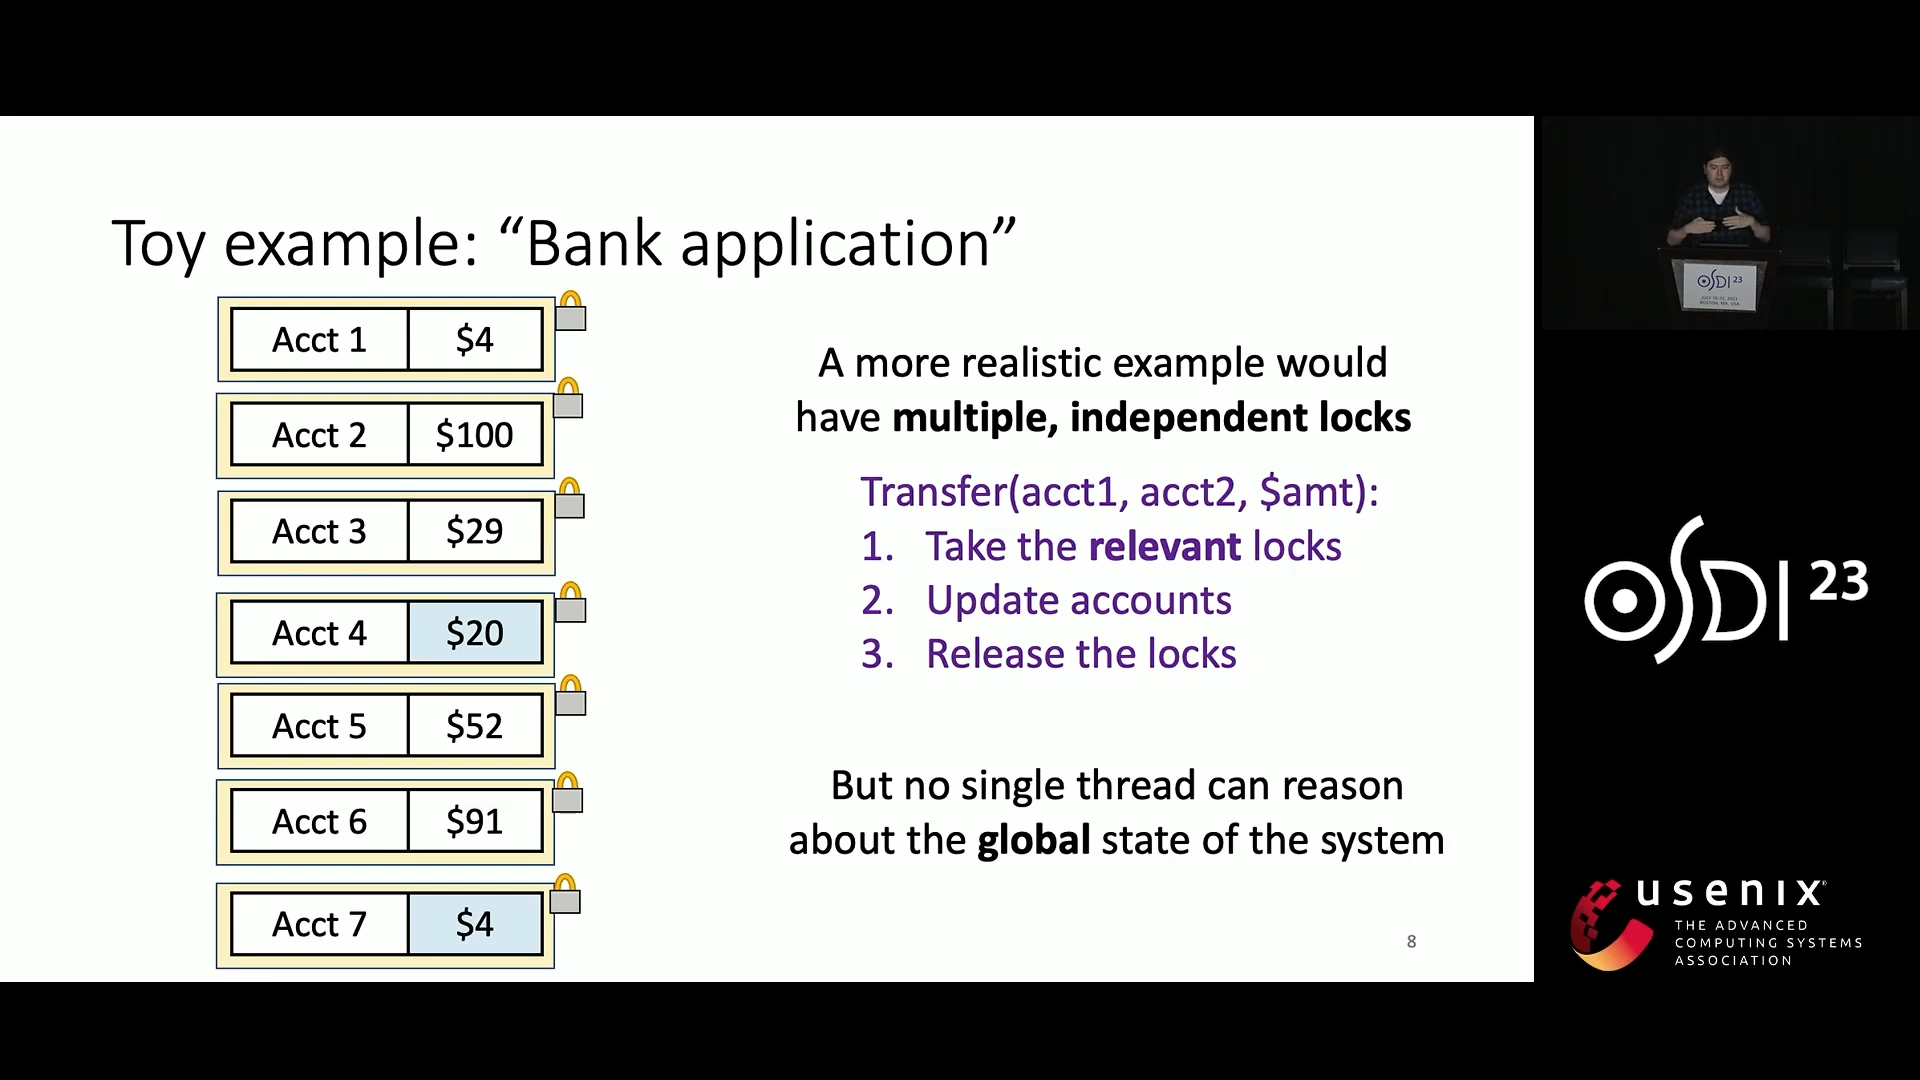 Toy example: “Bank application”
Acct 1 $4
Acct 2 $100
Acct 3 $29
Acct 4 $20
Acct 5 $52
Acct 6 $91
Acct 7 $4
A more realistic example would
have multiple, independent locks
Transfer(acct1, acct2, $amt):
1. Take the relevant locks
2. Update accounts
3. Release the locks
But no single thread can reason
about the global state of the system
8
OSDI 23
OSDI 23
usenix
THE ADVANCED
COMPUTING SYSTEMS
ASSOCIATION